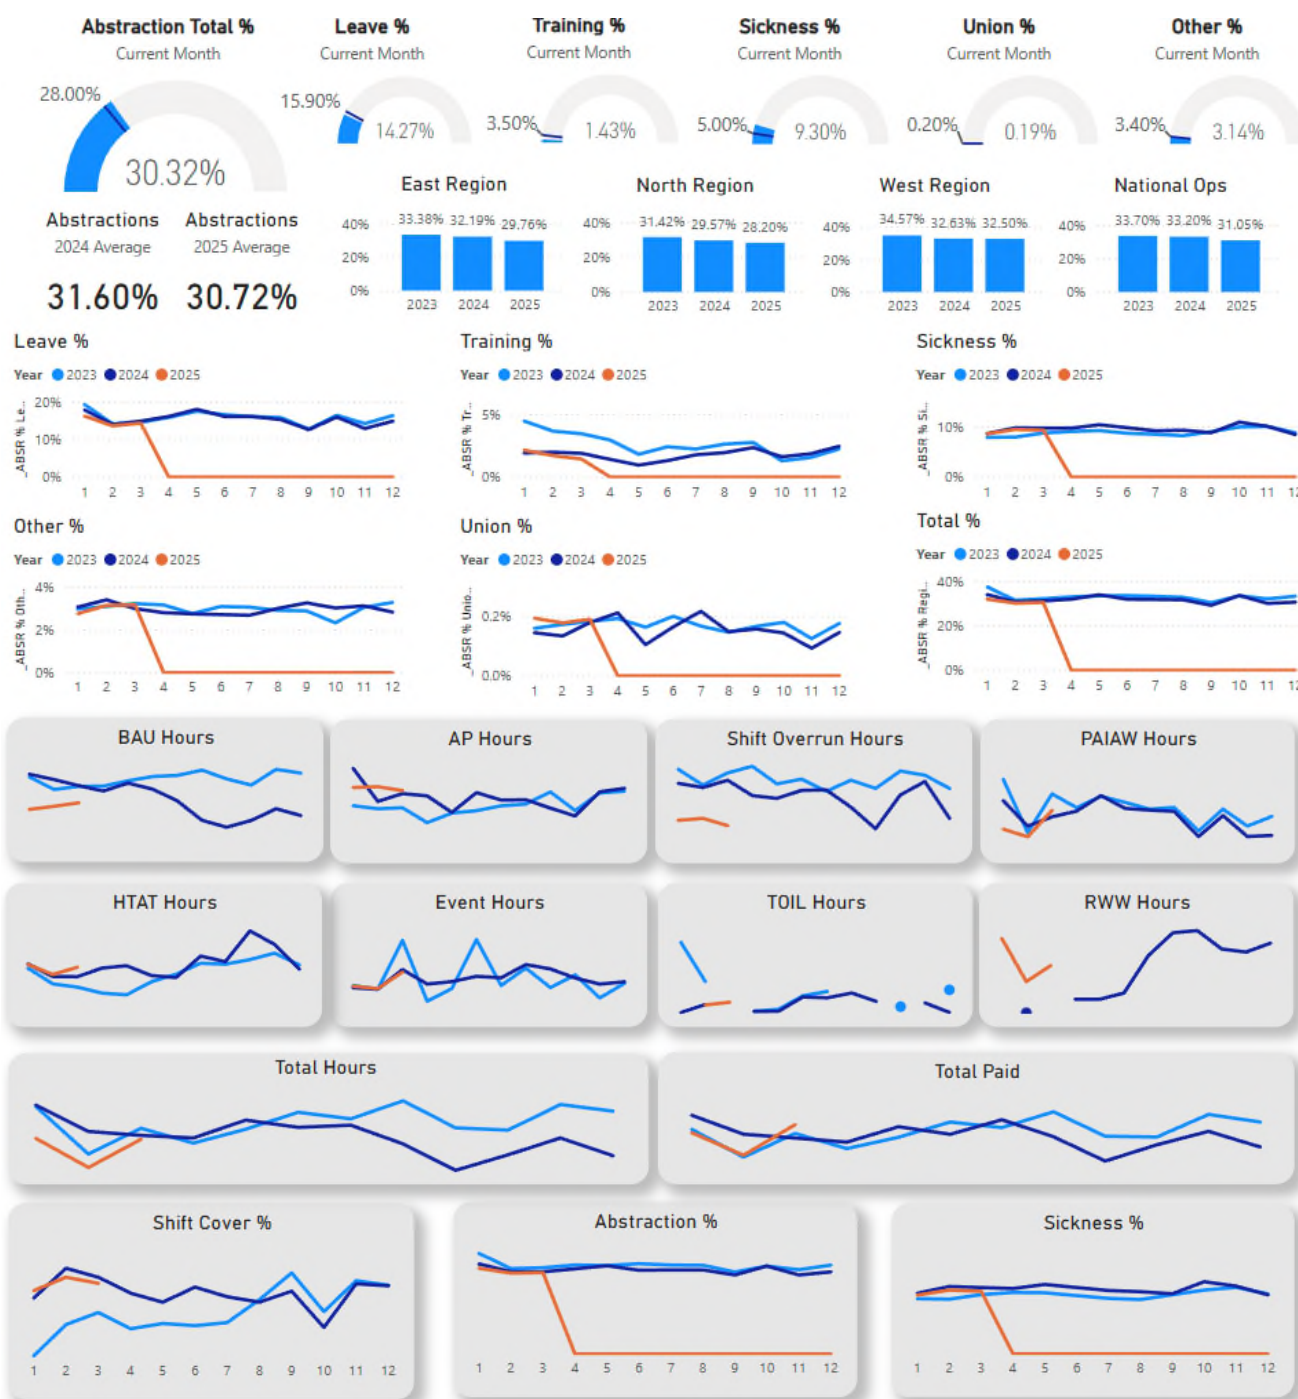 Abstraction Total %
Current Month
28.00%
30.32%
Leave %
Current Month
15.90%
14.27%
Training %
Current Month
3.50%
1.43%
Sickness %
Current Month
5.00%
9.30%
Union %
Current Month
0.20%
0.19%
Other %
Current Month
3.40%
3.14%
Abstractions
2024 Average
31.60%
Abstractions
2025 Average
30.72%
East Region
33.38% 32.19% 29.76%
40%
20%
0%
2023 2024 2025
North Region
31.42% 29.57% 28.20%
40%
20%
0%
2023 2024 2025
West Region
34.57% 32.63% 32.50%
40%
20%
0%
2023 2024 2025
National Ops
33.70% 33.20% 31.05%
40%
20%
0%
2023 2024 2025
Leave %
Year 2023 2024 2025
_ABSR % Le...
20%
10%
0%
1 2 3 4 5 6 7 8 9 10 11 12
Training %
Year 2023 2024 2025
_ABSR % Tr...
5%
0%
1 2 3 4 5 6 7 8 9 10 11 12
Sickness %
Year 2023 2024 2025
_ABSR % Si...
10%
0%
1 2 3 4 5 6 7 8 9 10 11 12
Other %
Year 2023 2024 2025
_ABSR % Oth...
4%
2%
0%
1 2 3 4 5 6 7 8 9 10 11 12
Union %
Year 2023 2024 2025
_ABSR % Unio...
0.2%
0.0%
1 2 3 4 5 6 7 8 9 10 11 12
Total %
Year 2023 2024 2025
_ABSR % Regi...
40%
20%
0%
1 2 3 4 5 6 7 8 9 10 11 12
BAU Hours
AP Hours
Shift Overrun Hours
PAIAW Hours
HTAT Hours
Event Hours
TOIL Hours
RWW Hours
Total Hours
Total Paid
Shift Cover %
1 2 3 4 5 6 7 8 9 10 11 12
Abstraction %
1 2 3 4 5 6 7 8 9 10 11 12
Sickness %
1 2 3 4 5 6 7 8 9 10 11 12